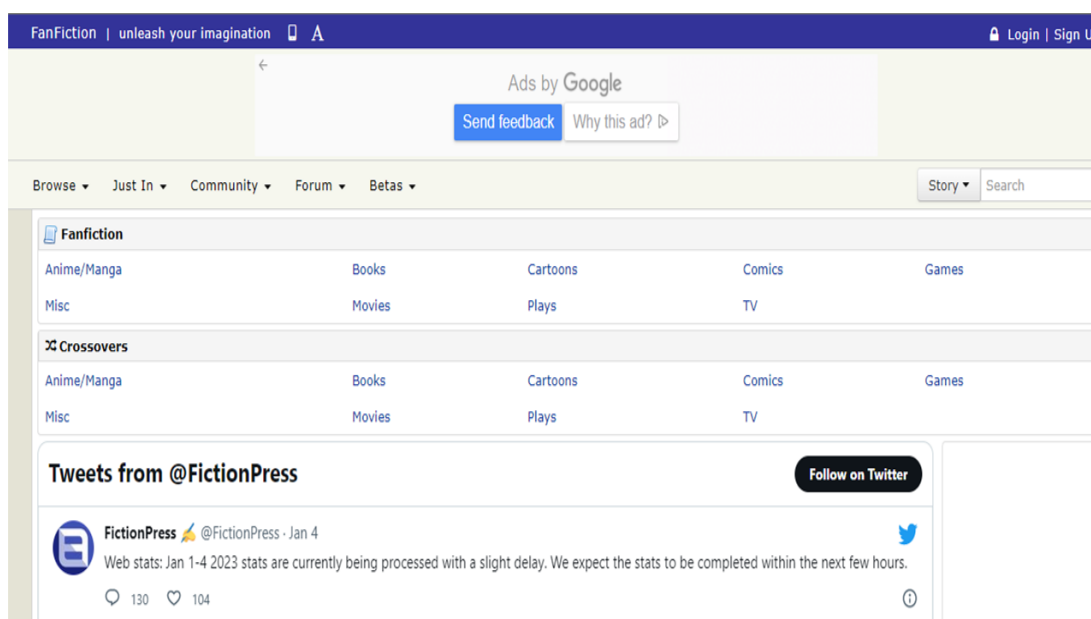 FanFiction | unleash your imagination A
Login | Sign U
Ads by Google
Send feedback Why this ad?
Browse Just In Community Forum Betas
Story Search
Fanfiction
Anime/Manga Books Cartoons Comics Games
Misc Movies Plays TV
Crossovers
Anime/Manga Books Cartoons Comics Games
Misc Movies Plays TV
Tweets from @FictionPress
Follow on Twitter
FictionPress ✍️ @FictionPress · Jan 4
Web stats: Jan 1-4 2023 stats are currently being processed with a slight delay. We expect the stats to be completed within the next few hours.
130 104